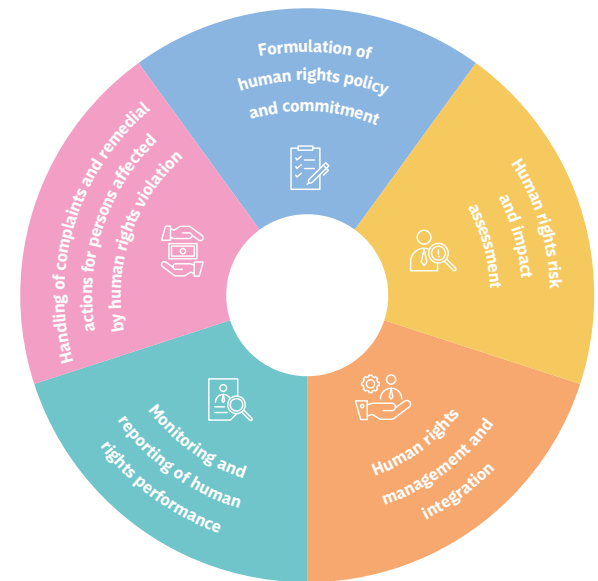 Formulation of
human rights policy
and commitment
Human rights risk
and impact
assessment
Human rights
management and
integration
Monitoring and
reporting of human
rights performance
Handling of complaints and remedial
actions for persons affected
by human rights violation